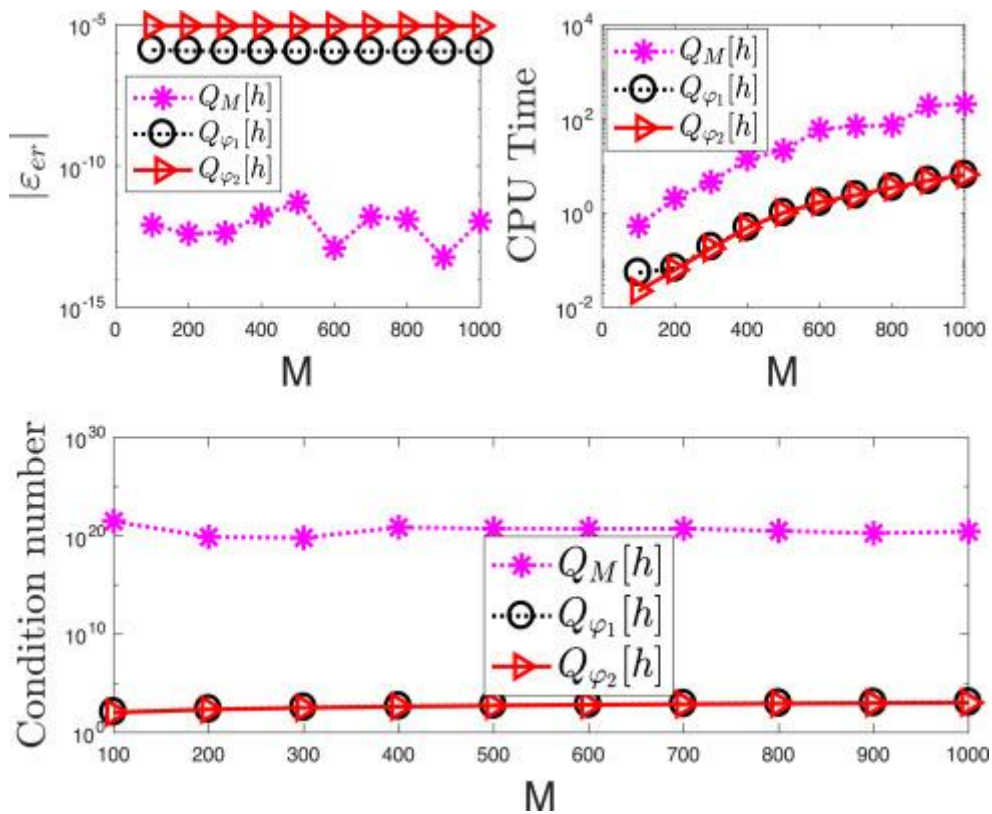 10^-5
10^-10
10^-15
|ε_er|
Q_M[h]
Q_φ1[h]
Q_φ2[h]
0 200 400 600 800 1000
M
10^4
10^2
10^0
10^-2
CPU Time
Q_M[h]
Q_φ1[h]
Q_φ2[h]
0 200 400 600 800 1000
M
10^30
10^20
10^10
10^0
Condition number
Q_M[h]
Q_φ1[h]
Q_φ2[h]
100 200 300 400 500 600 700 800 900 1000
M